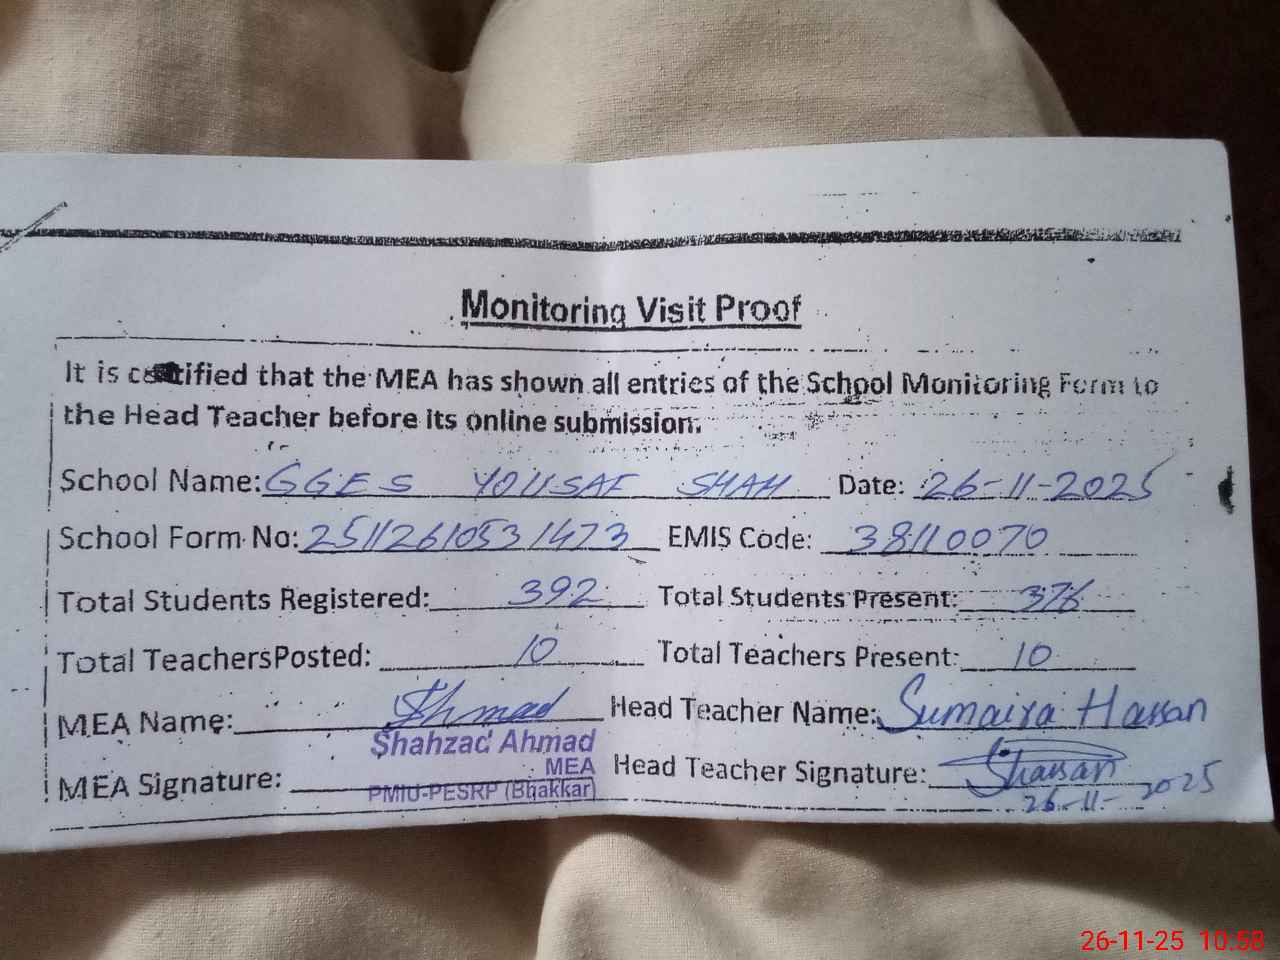 Monitoring Visit Proof
It is certified that the MEA has shown all entries of the School Monitoring Form to
the Head Teacher before its online submission.
School Name: GGES YOUSAF SHAH Date: 26-11-2025
School Form No: 2511261053 1473 EMIS Code: 38110070
Total Students Registered: 392 Total Students Present: 376
Total Teachers Posted: 10 Total Teachers Present: 10
MEA Name: Ahmad Head Teacher Name: Sumaira Hassan
Shahzad Ahmad
MEA
MEA Signature: PMIU-PESRP (Bhakkar) Head Teacher Signature: Shassan
26-11-2025
26-11-25 10:58